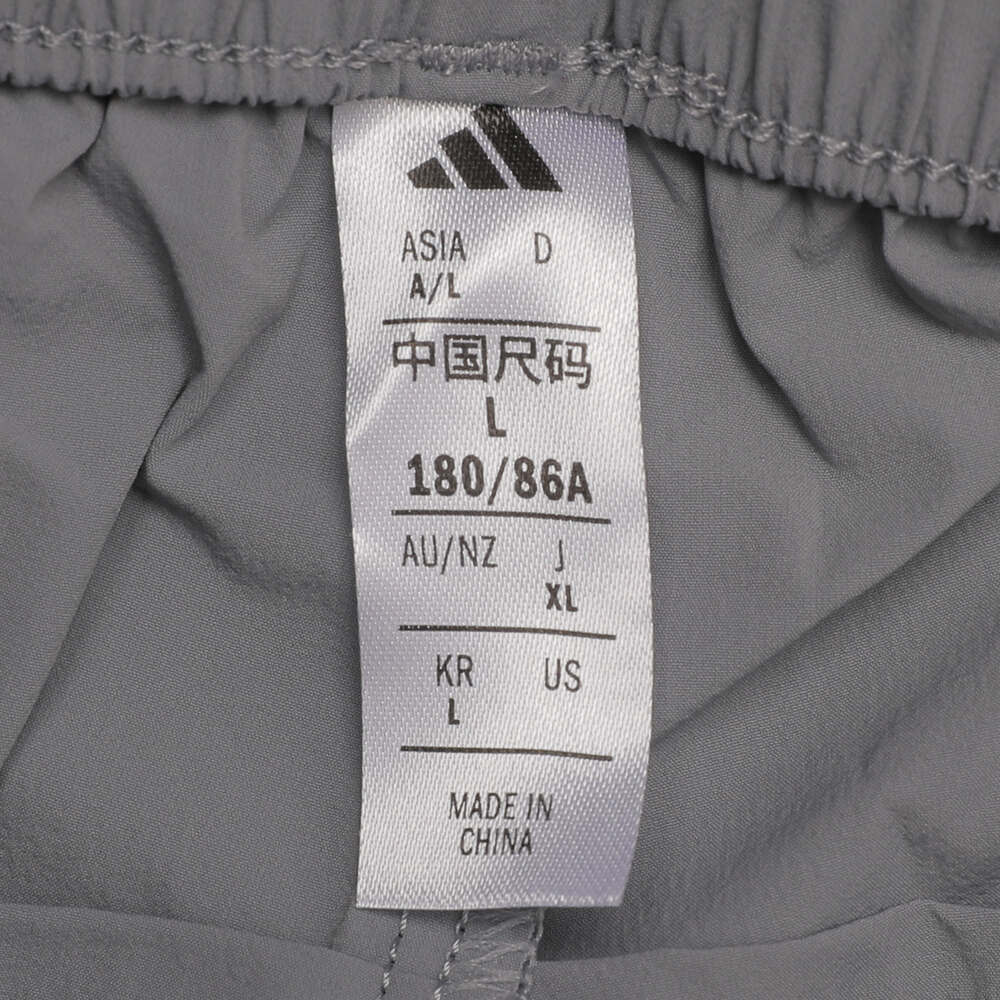 ASIA D
A/L
中国尺码
L
180/86A
AU/NZ J
XL
KR US
L
MADE IN
CHINA